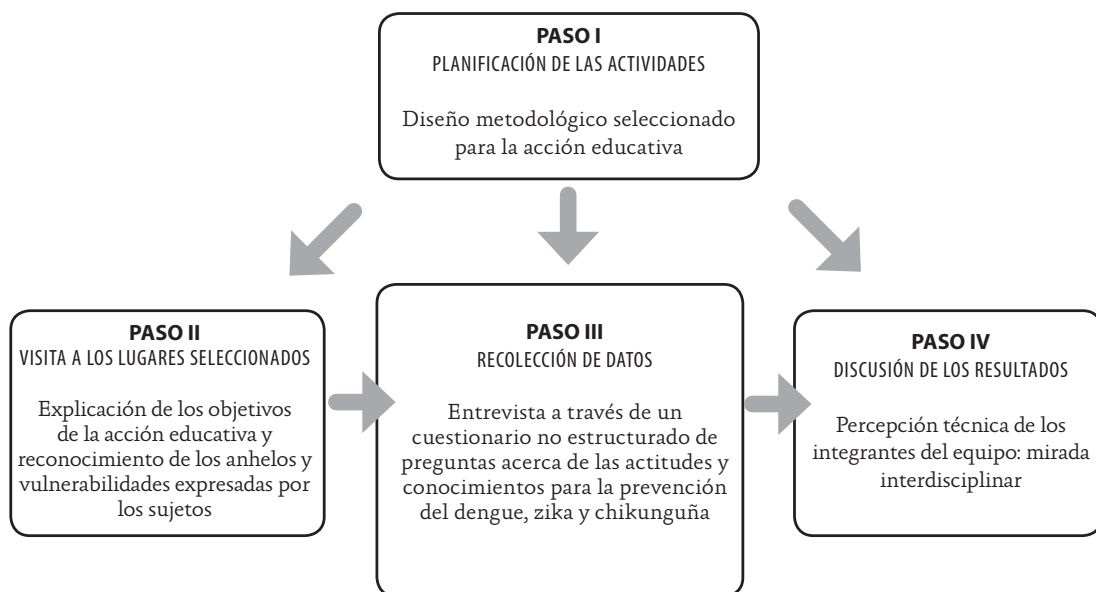 PASO I
PLANIFICACIÓN DE LAS ACTIVIDADES
Diseño metodológico seleccionado
para la acción educativa
PASO II
VISITA A LOS LUGARES SELECCIONADOS
Explicación de los objetivos
de la acción educativa y
reconocimiento de los anhelos y
vulnerabilidades expresadas por
los sujetos
PASO III
RECOLECCIÓN DE DATOS
Entrevista a través de un
cuestionario no estructurado de
preguntas acerca de las actitudes y
conocimientos para la prevención
del dengue, zika y chikunguña
PASO IV
DISCUSIÓN DE LOS RESULTADOS
Percepción técnica de los
integrantes del equipo: mirada
interdisciplinar